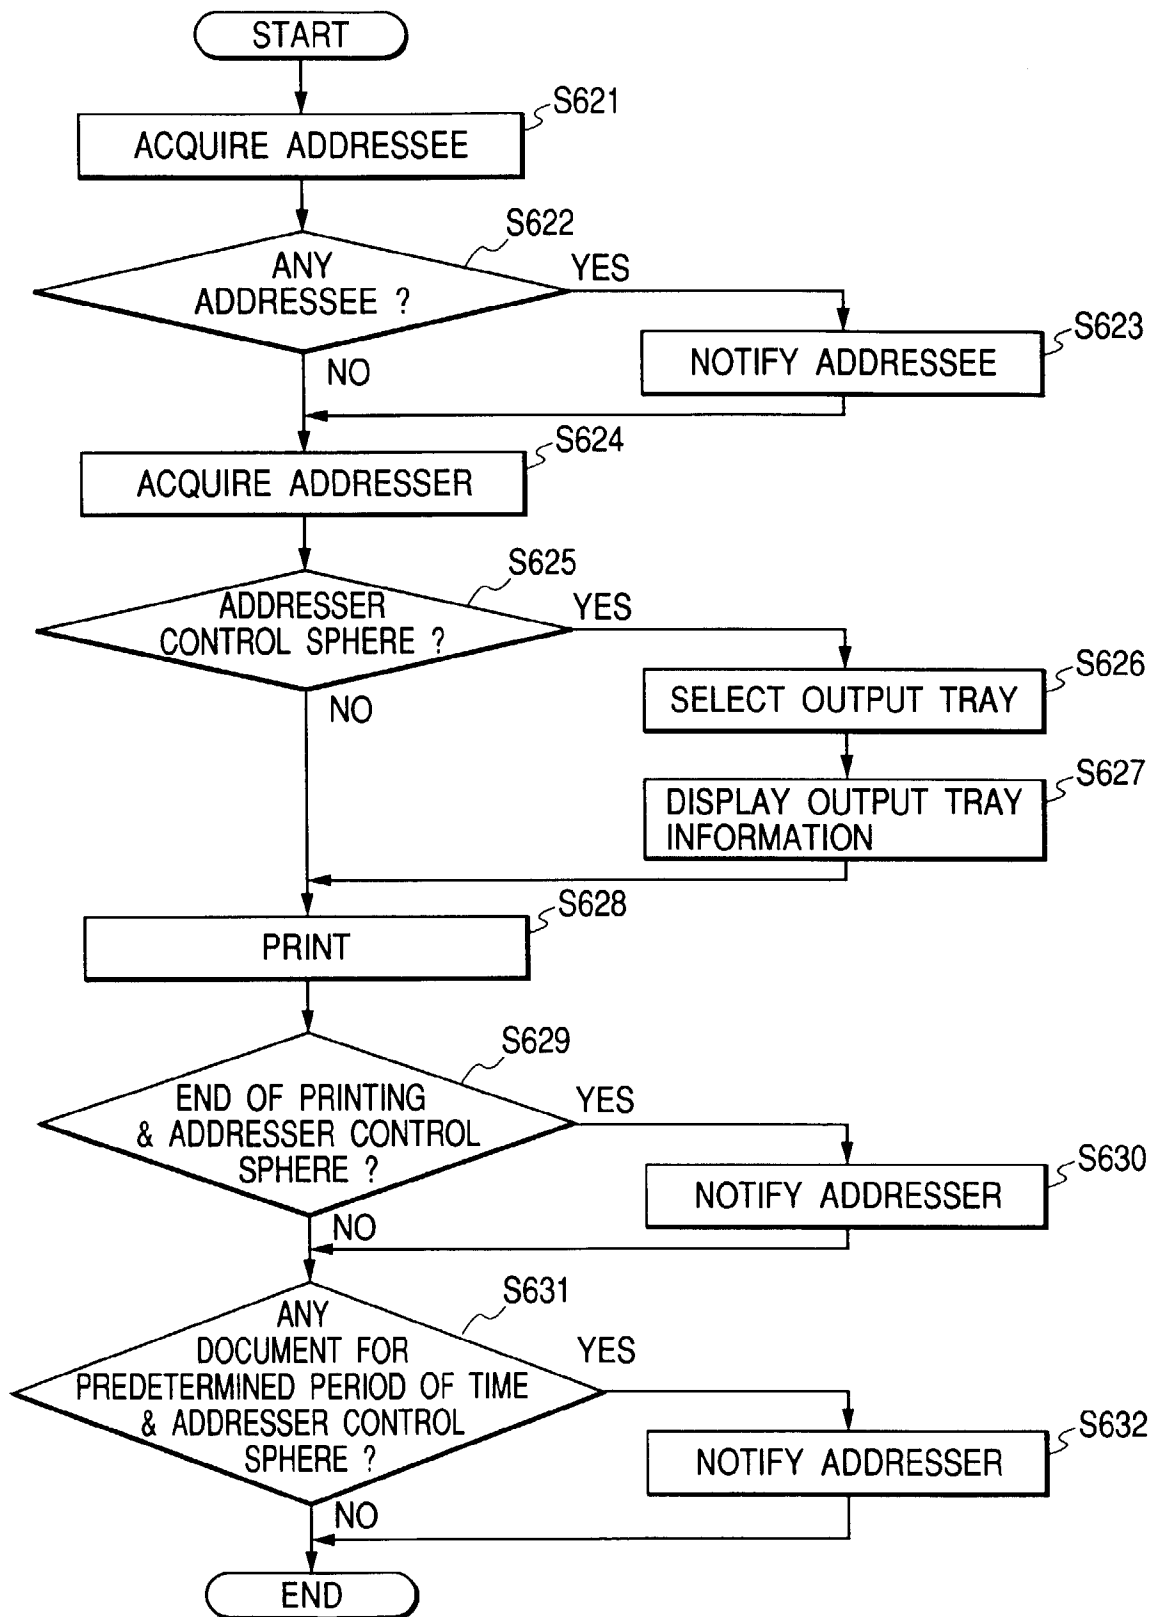 START
S621
ACQUIRE ADDRESSEE
S622
ANY
ADDRESSEE ?
YES
S623
NOTIFY ADDRESSEE
NO
S624
ACQUIRE ADDRESSER
S625
ADDRESSER
CONTROL SPHERE ?
YES
S626
SELECT OUTPUT TRAY
NO
S627
DISPLAY OUTPUT TRAY
INFORMATION
S628
PRINT
S629
END OF PRINTING
& ADDRESSER CONTROL
SPHERE ?
YES
S630
NOTIFY ADDRESSER
NO
S631
ANY
DOCUMENT FOR
PREDETERMINED PERIOD OF TIME
& ADDRESSER CONTROL
SPHERE ?
YES
S632
NOTIFY ADDRESSER
NO
END